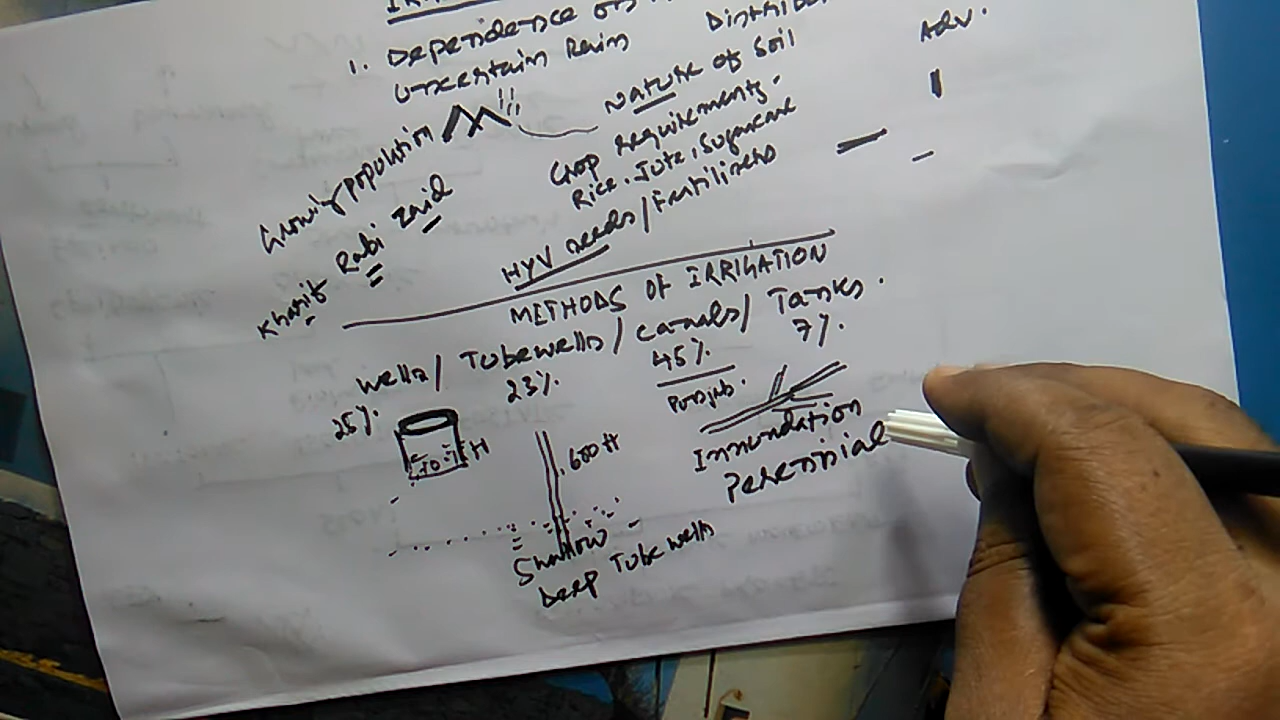 1. Dependence on
Uncertain Rain
Distribu
Adv.
Nature of Soil
Growing population
Crop requirements.
Rice, Jute, Sugarcane
Kharif Rabi Zaid
HYV needs/Fertilizers
METHODS OF IRRIGATION
Wells/ Tubewells/ Canals/ Tanks.
25%. 23%. 45%. 7%.
Punjab.
600 ft
Innundation
Perennial
Shallow
Deep Tube wells